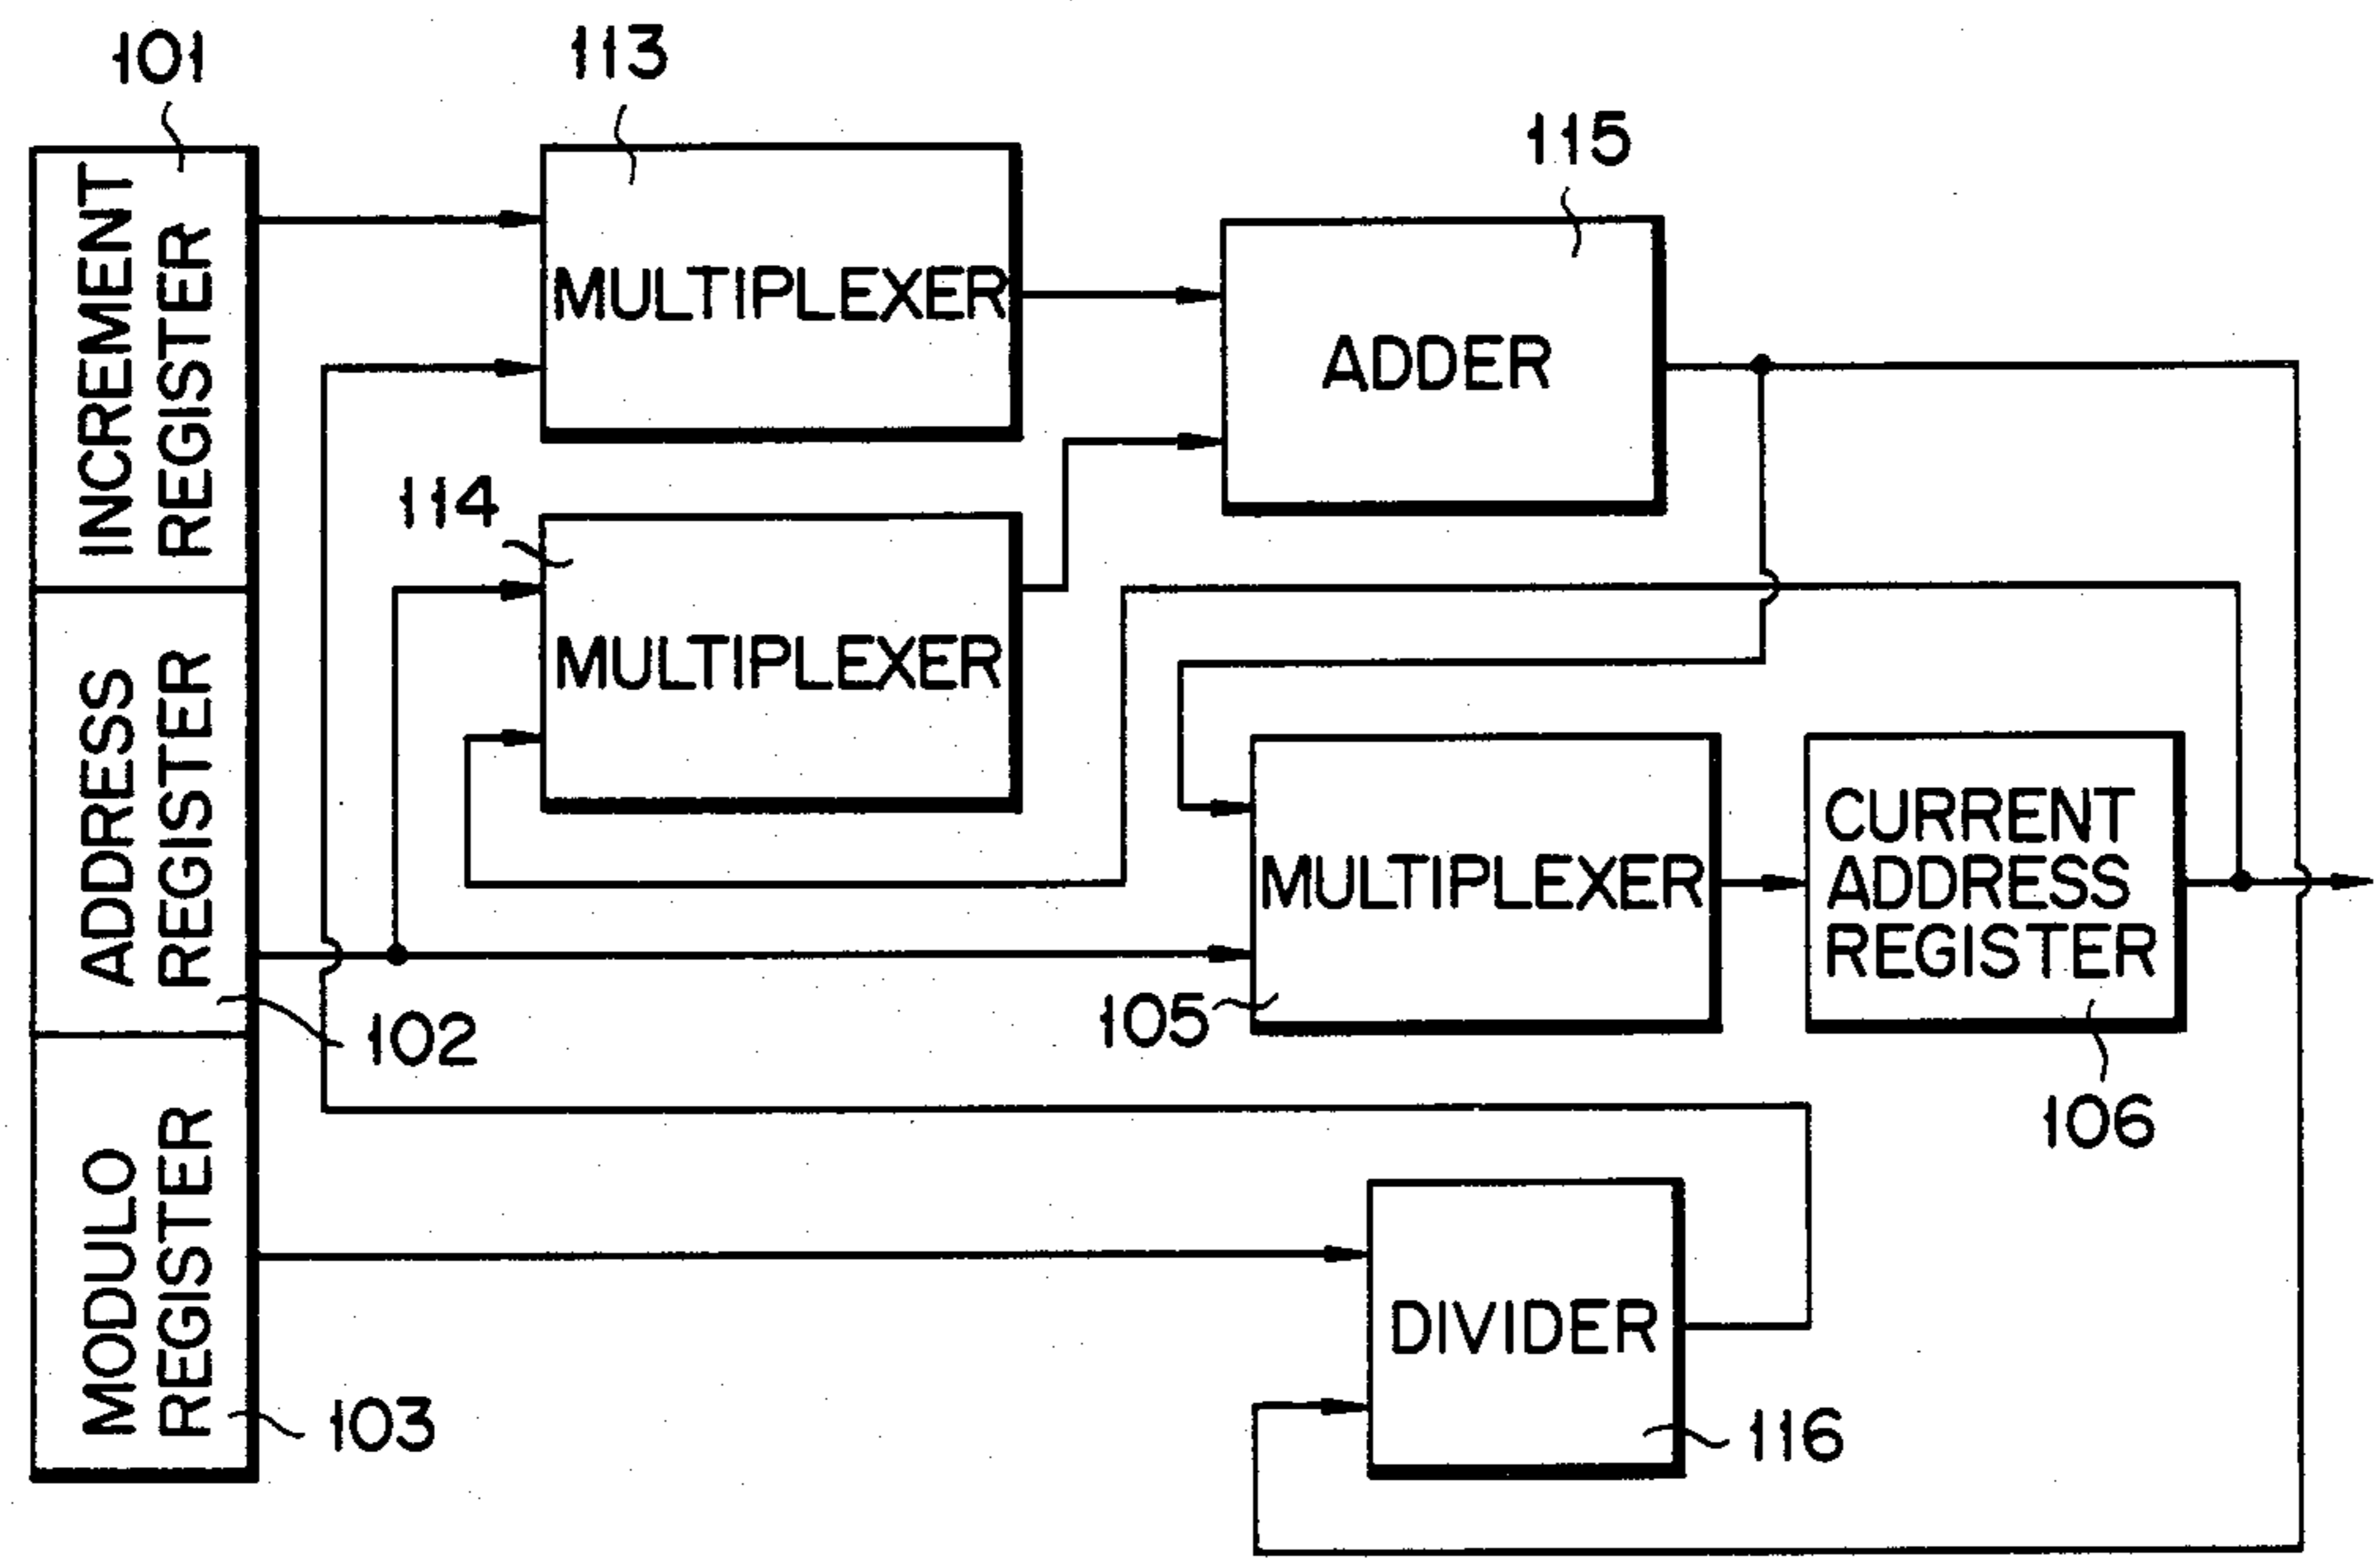 101
113
115
INCREMENT
REGISTER
MULTIPLEXER
ADDER
114
MULTIPLEXER
ADDRESS
REGISTER
102
MULTIPLEXER
105
CURRENT
ADDRESS
REGISTER
106
MODULO
REGISTER
103
DIVIDER
116